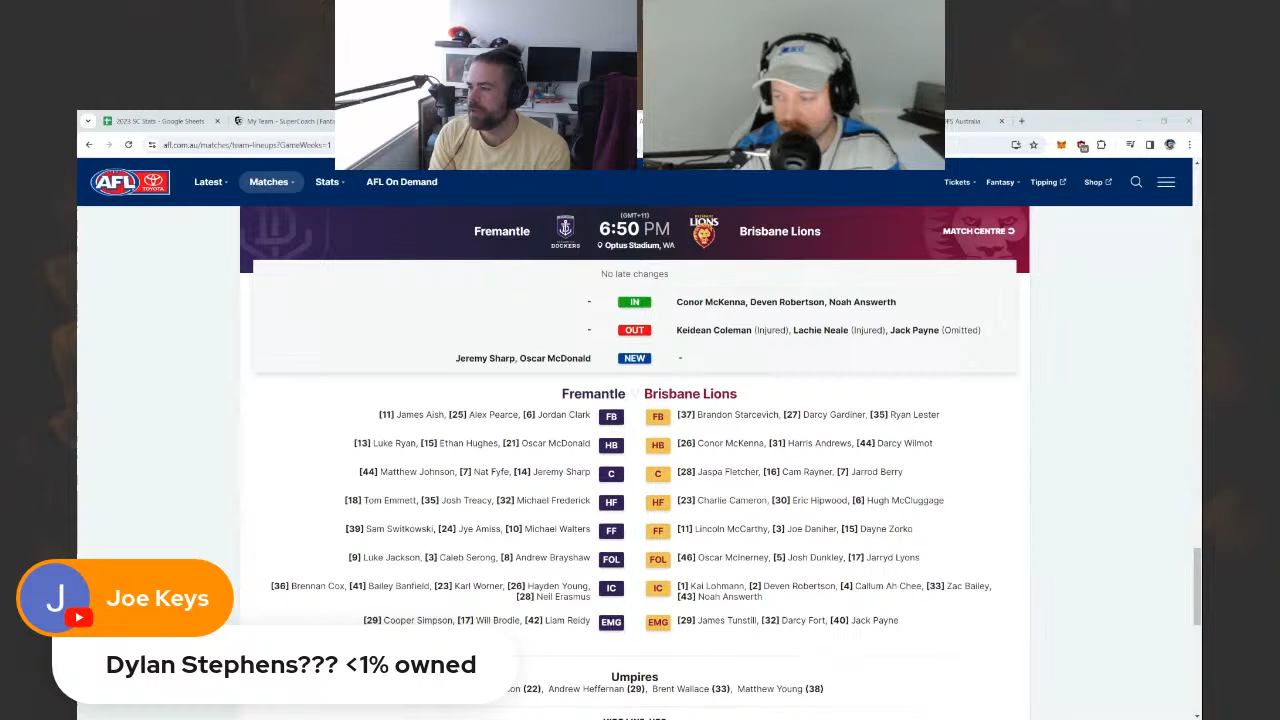 2023 SC Stats - Google Sheets
My Team - SuperCoach | Fanta
Australia
afl.com.au/matches/team-lineups?GameWeeks=1
AFL TOYOTA
Latest
Matches
Stats
AFL On Demand
Tickets
Fantasy
Tipping
Shop
Fremantle
DOCKERS
(GMT+11)
6:50 PM
Optus Stadium, WA
BRISBANE LIONS
Brisbane Lions
MATCH CENTRE
No late changes
- IN Conor McKenna, Deven Robertson, Noah Answerth
- OUT Keidean Coleman (Injured), Lachie Neale (Injured), Jack Payne (Omitted)
Jeremy Sharp, Oscar McDonald NEW -
Fremantle V Brisbane Lions
[11] James Aish, [25] Alex Pearce, [6] Jordan Clark FB FB [37] Brandon Starcevich, [27] Darcy Gardiner, [35] Ryan Lester
[13] Luke Ryan, [15] Ethan Hughes, [21] Oscar McDonald HB HB [26] Conor McKenna, [31] Harris Andrews, [44] Darcy Wilmot
[44] Matthew Johnson, [7] Nat Fyfe, [14] Jeremy Sharp C C [28] Jaspa Fletcher, [16] Cam Rayner, [7] Jarrod Berry
[18] Tom Emmett, [35] Josh Treacy, [32] Michael Frederick HF HF [23] Charlie Cameron, [30] Eric Hipwood, [6] Hugh McCluggage
[39] Sam Switkowski, [24] Jye Amiss, [10] Michael Walters FF FF [11] Lincoln McCarthy, [3] Joe Daniher, [15] Dayne Zorko
[9] Luke Jackson, [3] Caleb Serong, [8] Andrew Brayshaw FOL FOL [46] Oscar McInerney, [5] Josh Dunkley, [17] Jarryd Lyons
[36] Brennan Cox, [41] Bailey Banfield, [23] Karl Worner, [26] Hayden Young, [28] Neil Erasmus IC IC [1] Kai Lohmann, [2] Deven Robertson, [4] Callum Ah Chee, [33] Zac Bailey, [43] Noah Answerth
[29] Cooper Simpson, [17] Will Brodie, [42] Liam Reidy EMG EMG [29] James Tunstill, [32] Darcy Fort, [40] Jack Payne
Umpires
son (22), Andrew Heffernan (29), Brent Wallace (33), Matthew Young (38)
J
Joe Keys
Dylan Stephens??? <1% owned